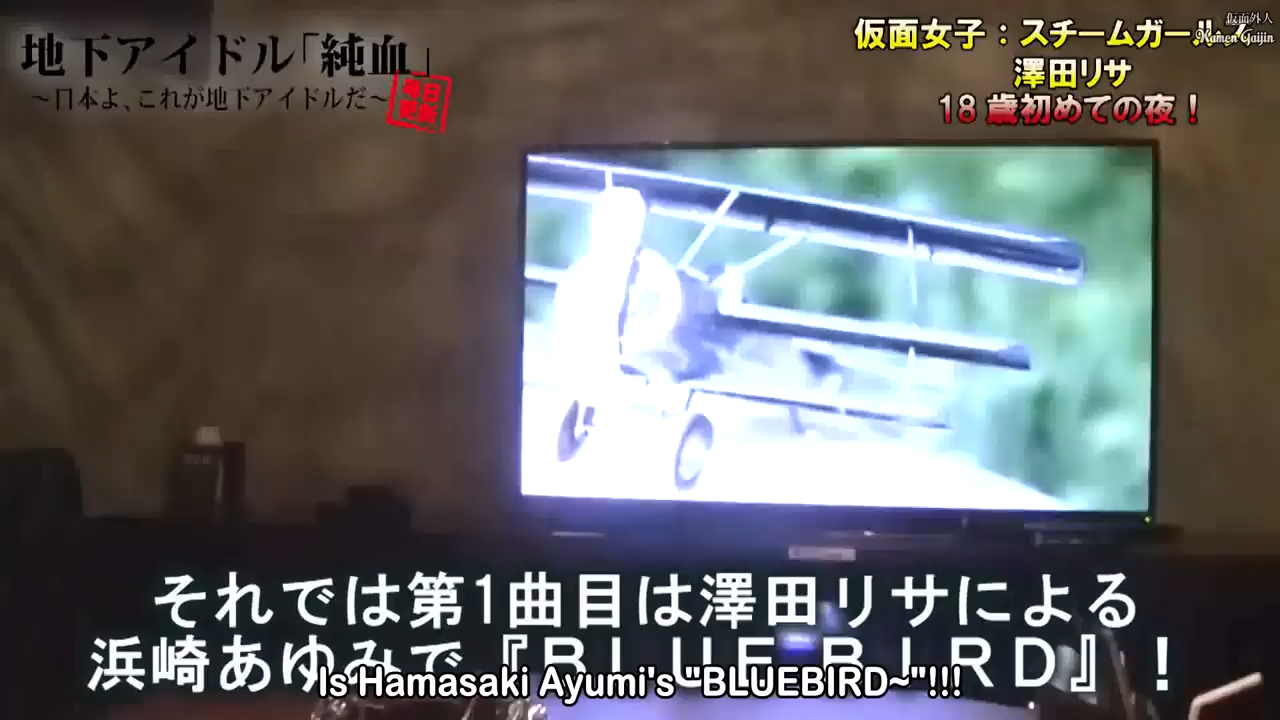 地下アイドル「純血」
～日本よ、これが地下アイドルだ～
毎日
更新
仮面外人
Kamen Gaijin
仮面女子：スチームガールズ
澤田リサ
18歳初めての夜！
それでは第1曲目は澤田リサによる
浜崎あゆみで『BLUE BIRD』！
Is Hamasaki Ayumi's "BLUEBIRD~"!!!